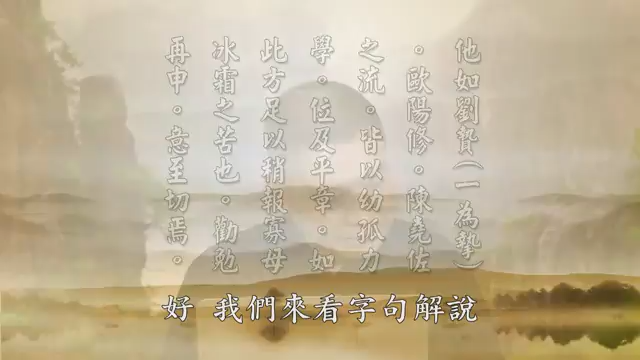 他如劉贄(一為摯)
。歐陽修。陳堯佐
之流。皆以幼孤力
學。位及平章。如
此方足以稍報寡母
冰霜之苦也。勸勉
再申。意至切焉。
好 我們來看字句解說